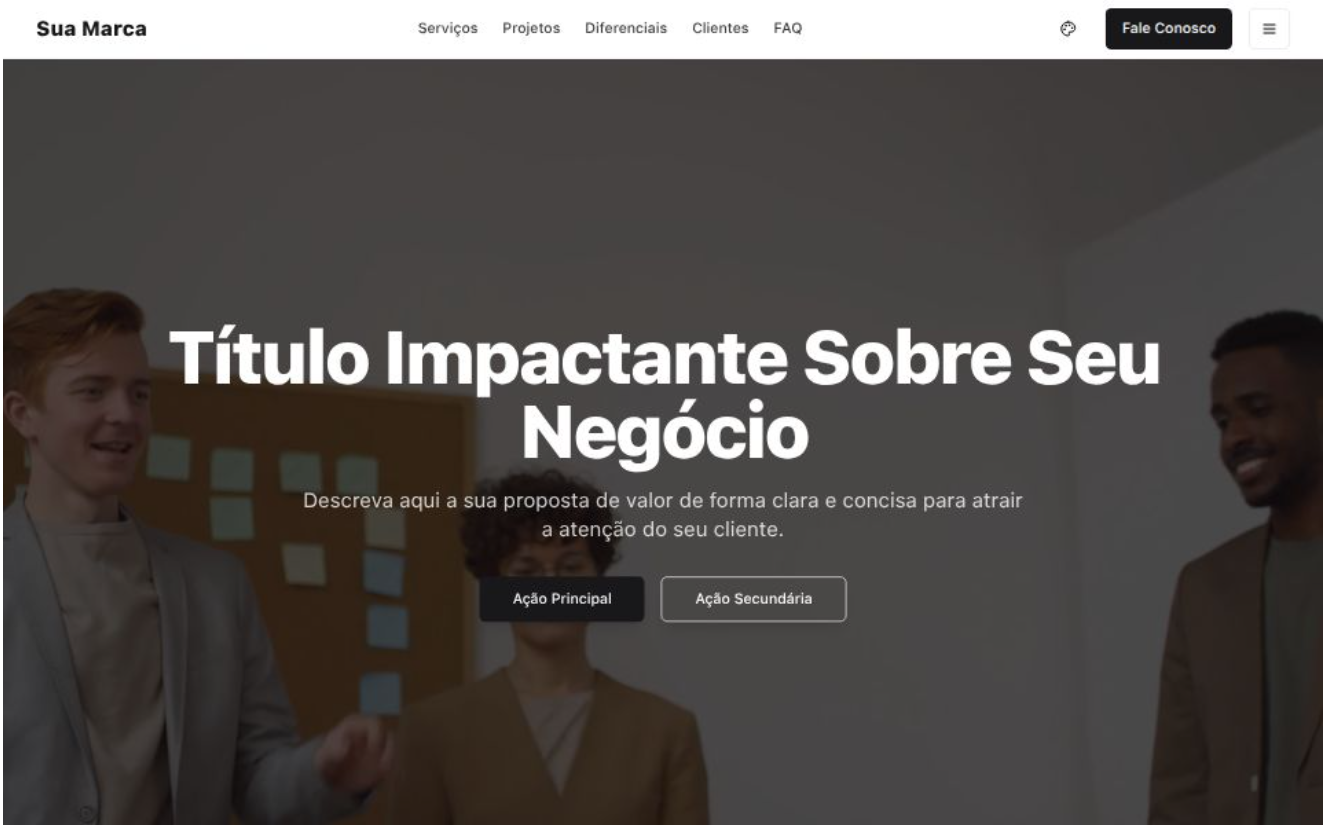 Sua Marca
Serviços
Projetos
Diferenciais
Clientes
FAQ
Fale Conosco
Título Impactante Sobre Seu
Negócio
Descreva aqui a sua proposta de valor de forma clara e concisa para atrair
a atenção do seu cliente.
Ação Principal
Ação Secundária